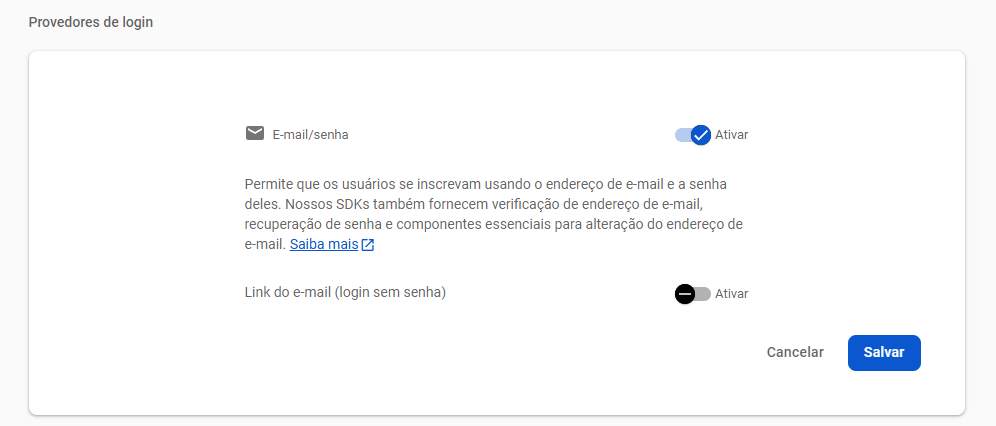 Provedores de login
E-mail/senha
Ativar
Permite que os usuários se inscrevam usando o endereço de e-mail e a senha
deles. Nossos SDKs também fornecem verificação de endereço de e-mail,
recuperação de senha e componentes essenciais para alteração do endereço de
e-mail. Saiba mais
Link do e-mail (login sem senha)
Ativar
Cancelar
Salvar